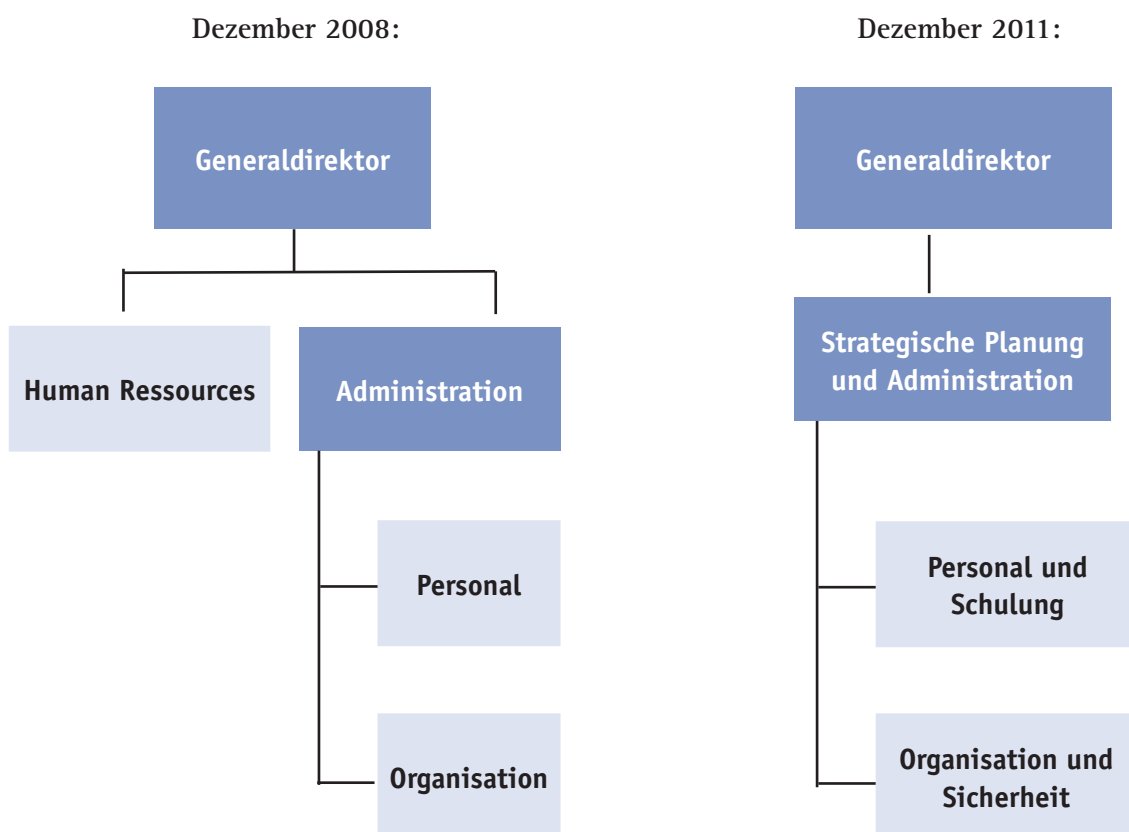 Dezember 2008:
Generaldirektor
Human Ressources
Administration
Personal
Organisation
Dezember 2011:
Generaldirektor
Strategische Planung
und Administration
Personal und
Schulung
Organisation und
Sicherheit